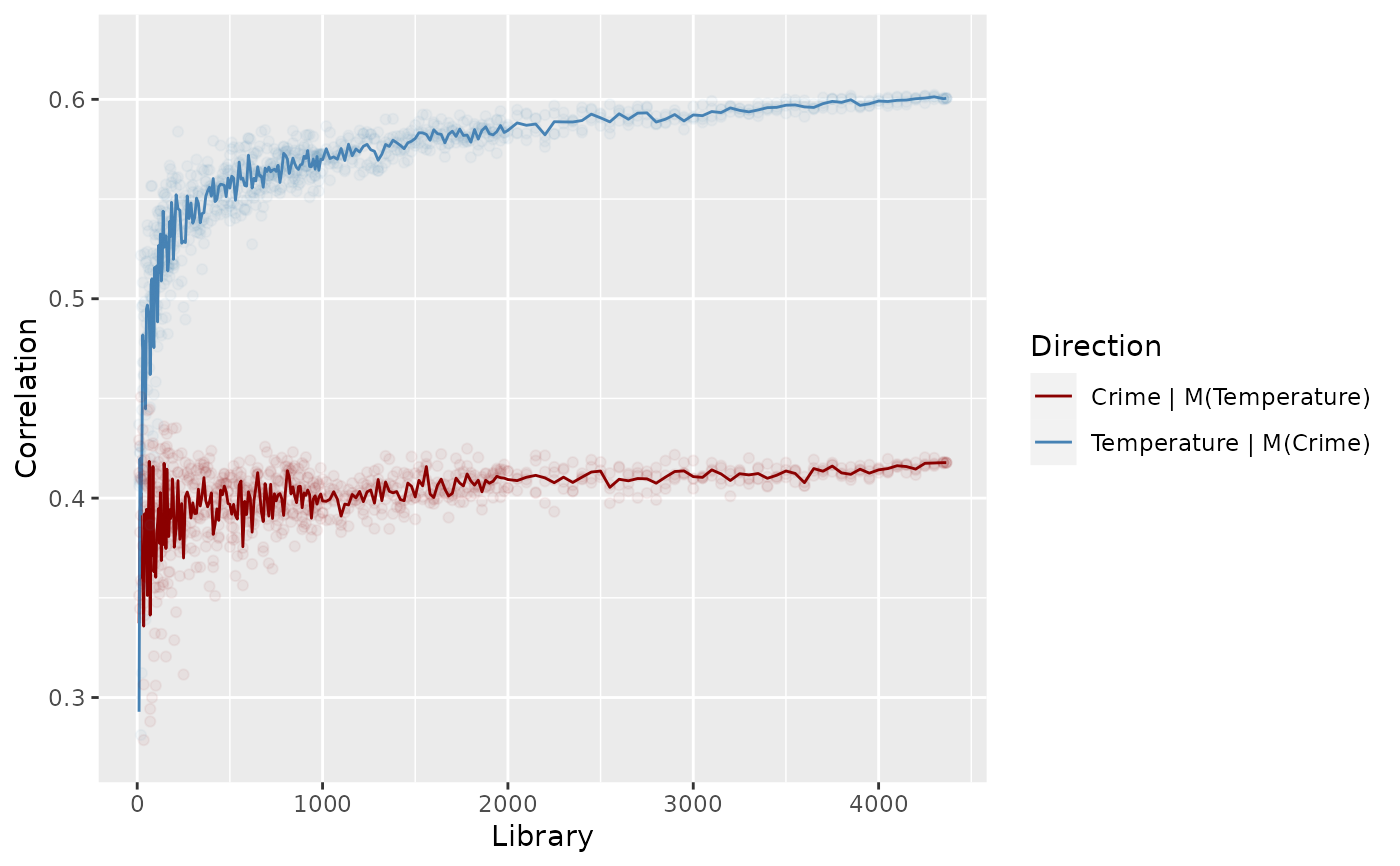 0.6
0.5
0.4
0.3
Correlation
0 1000 2000 3000 4000
Library
Direction
Crime | M(Temperature)
Temperature | M(Crime)